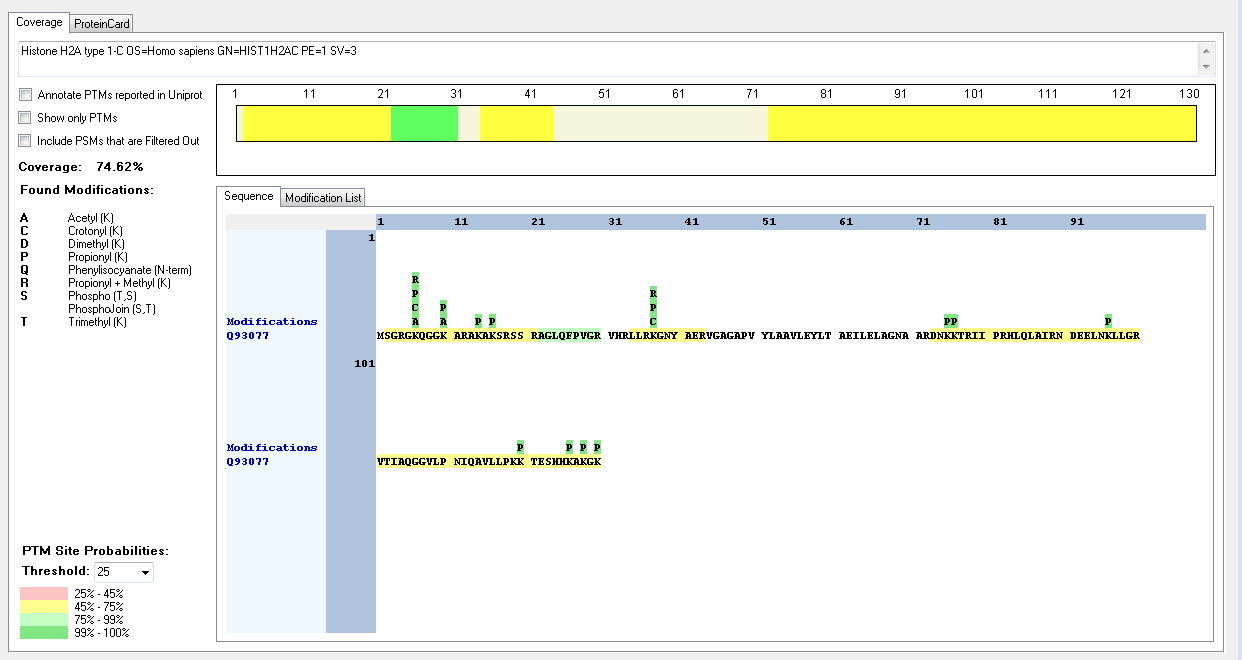 Coverage ProteinCard
Histone H2A type 1-C OS=Homo sapiens GN=HIST1H2AC PE=1 SV=3
Annotate PTMs reported in Uniprot
Show only PTMs
Include PSMs that are Filtered Out
1 11 21 31 41 51 61 71 81 91 101 111 121 130
Coverage: 74.62%
Found Modifications:
A Acetyl (K)
C Crotonyl (K)
D Dimethyl (K)
P Propionyl (K)
Q Phenylisocyanate (N-term)
R Propionyl + Methyl (K)
S Phospho (T,S)
PhosphoJoin (S,T)
T Trimethyl (K)
Sequence Modification List
1 11 21 31 41 51 61 71 81 91
1
R
P R
C P P
Modifications A A P P C PP P
Q93077 MSGRGKQGGK ARAKAKSRSS RAGLQFPVGR VHRLLRKGNY AERVGAGAPV YLAAVLEYLT AEILELAGNA ARDNKKTRII PRHLQLAIRN DEELNKLLGR
101
Modifications P P P P
Q93077 VTIAQGGVLP NIQAVLLPKK TESHHKAKGK
PTM Site Probabilities:
Threshold: 25
25% - 45%
45% - 75%
75% - 99%
99% - 100%